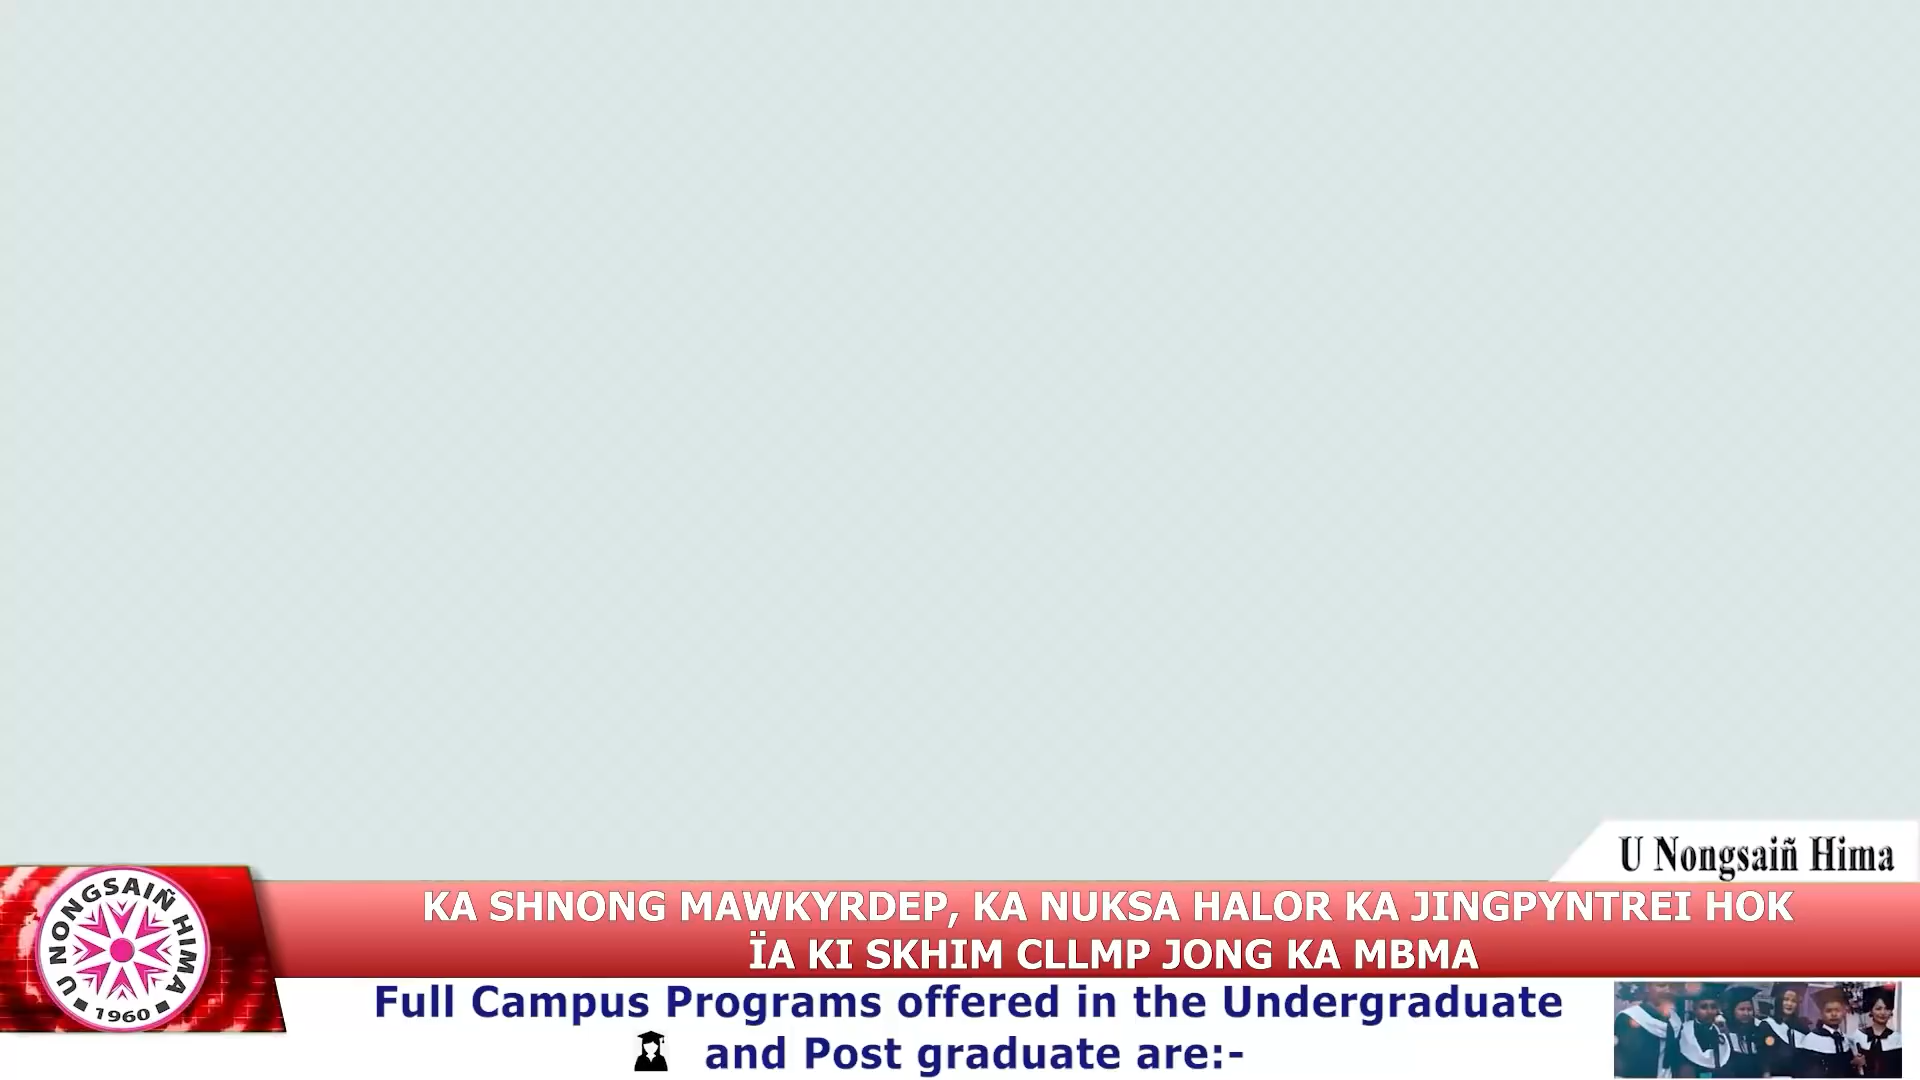 U Nongsaiñ Hima
KA SHNONG MAWKYRDEP, KA NUKSA HALOR KA JINGPYNTREI HOK
ÏA KI SKHIM CLLMP JONG KA MBMA
U NONGSAIÑ HIMA
1960
Full Campus Programs offered in the Undergraduate
and Post graduate are:-